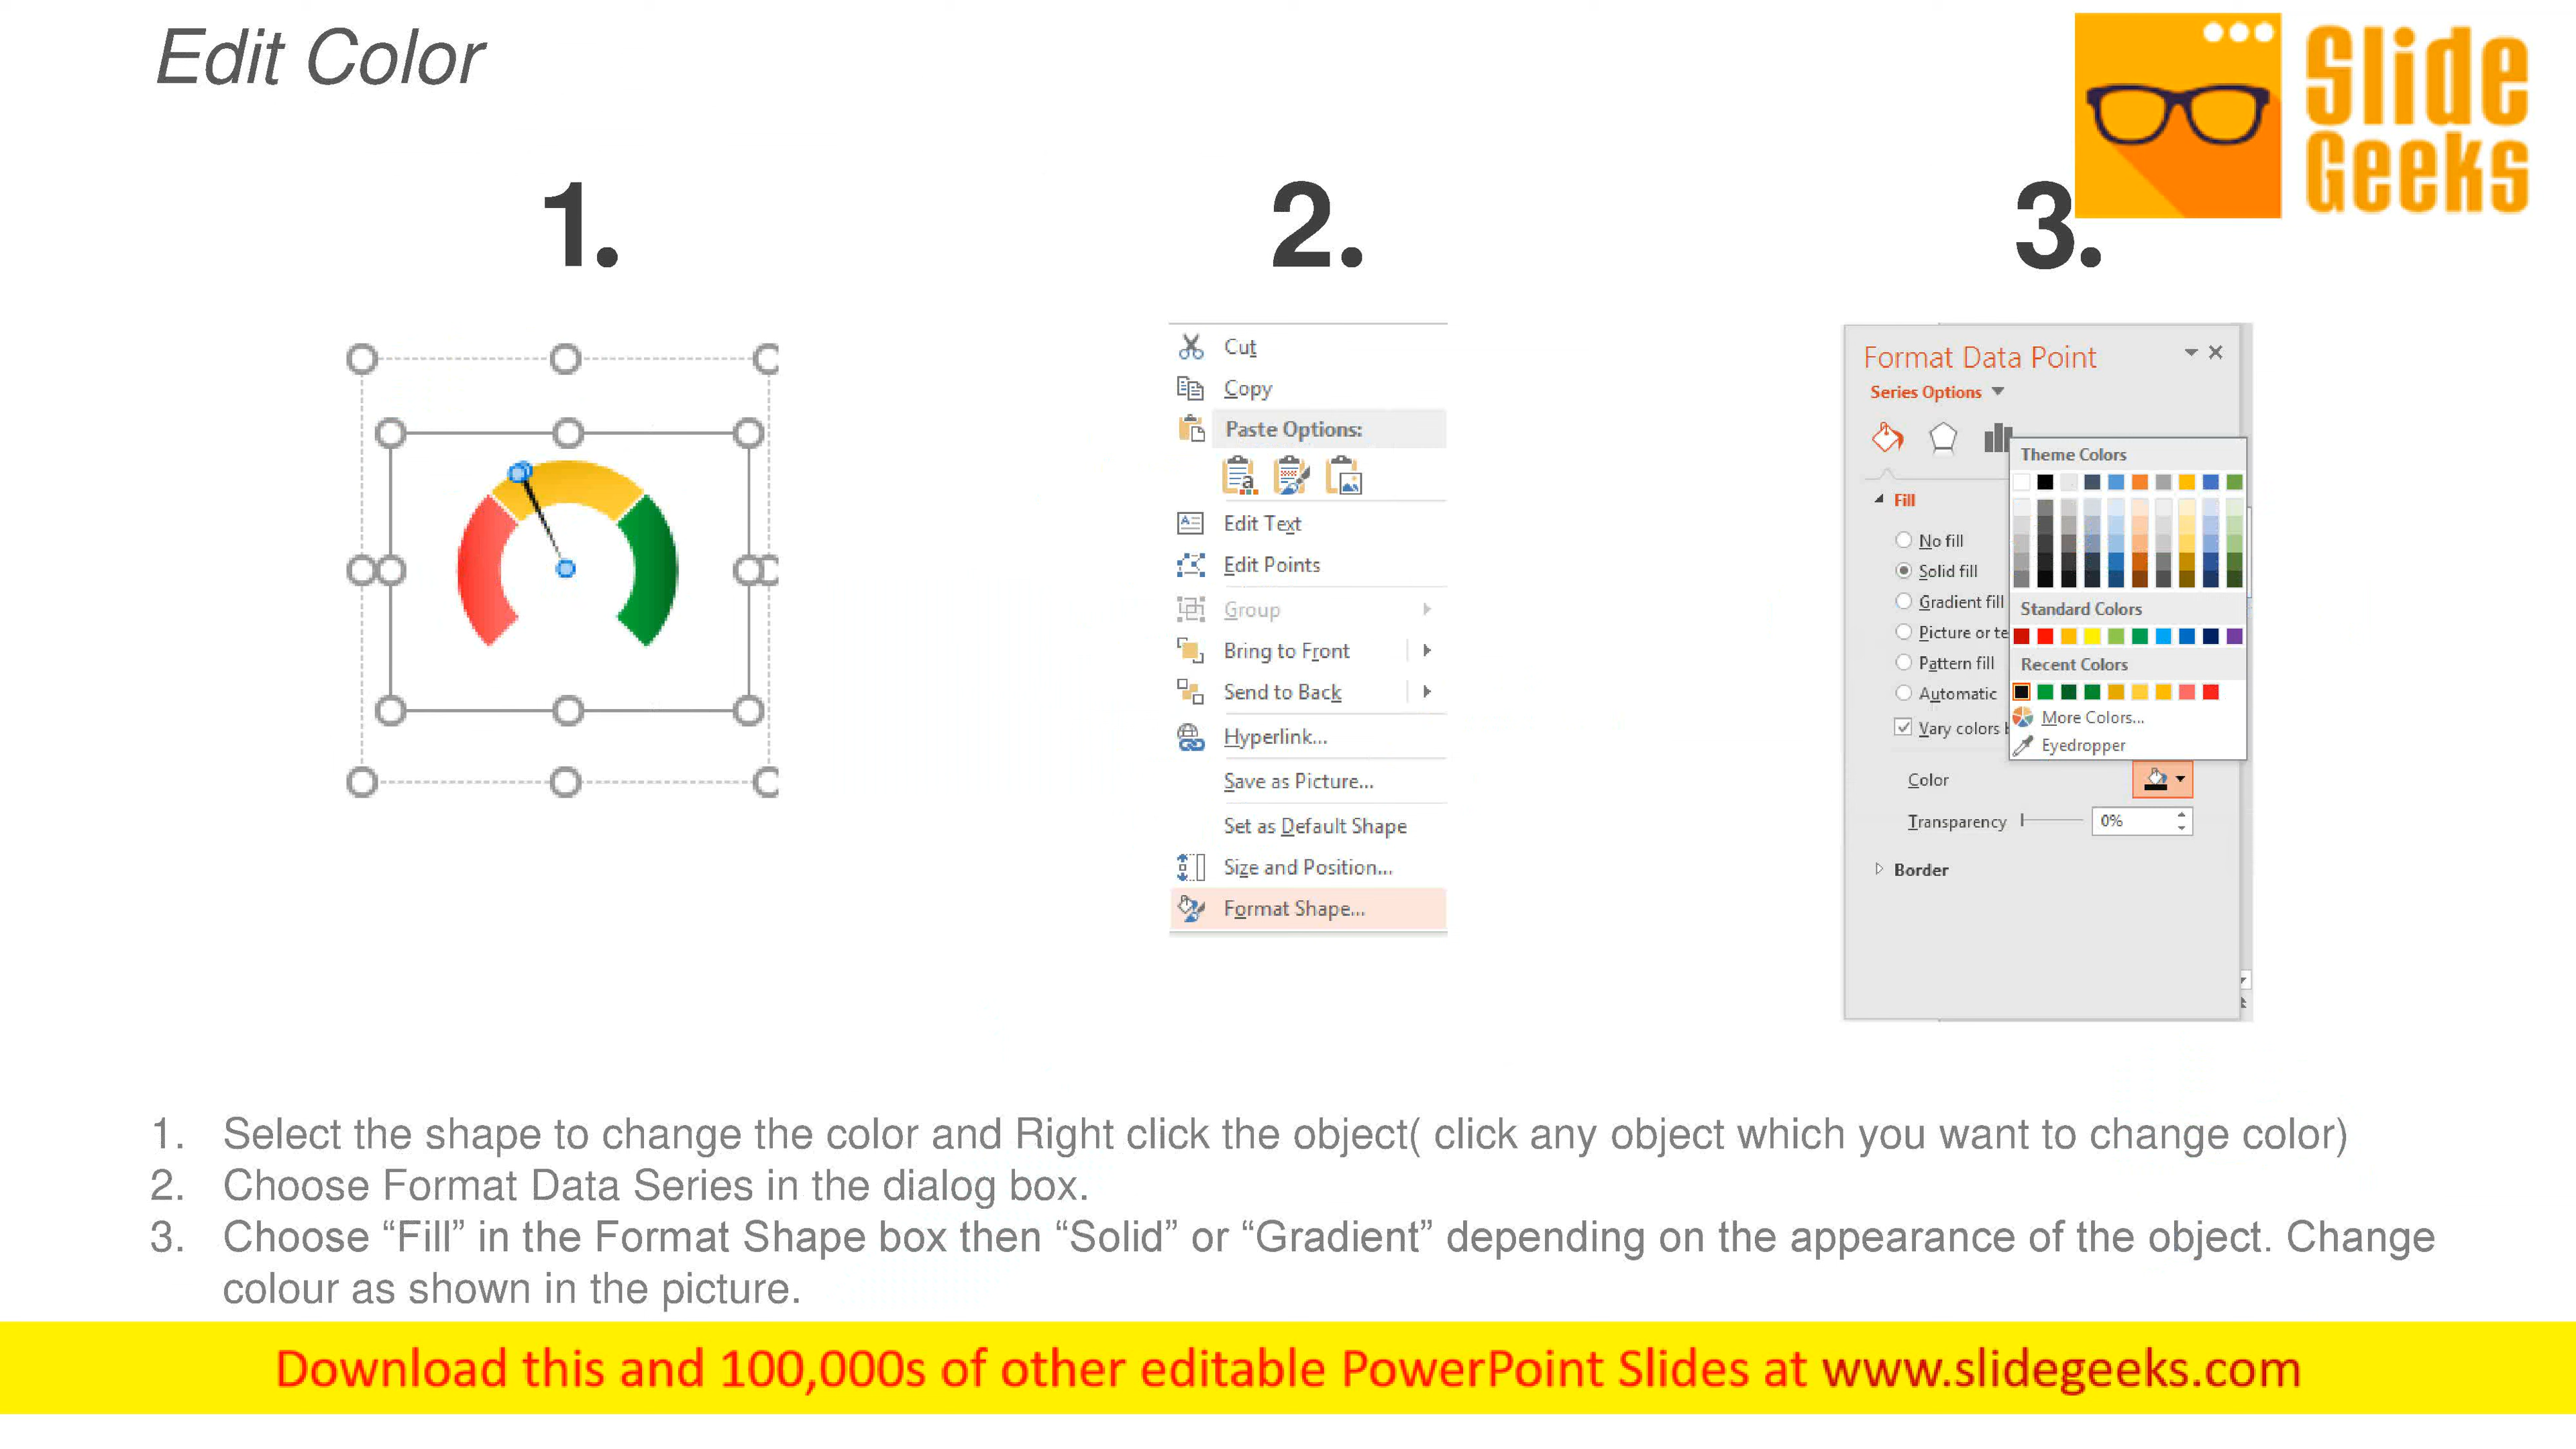 Edit Color
Slide
Geeks
1.
2.
3.
Cut
Copy
Paste Options:
Edit Text
Edit Points
Group
Bring to Front
Send to Back
Hyperlink...
Save as Picture...
Set as Default Shape
Size and Position...
Format Shape...
Format Data Point
Series Options
Theme Colors
Fill
No fill
Solid fill
Gradient fill
Standard Colors
Picture or te
Pattern fill
Recent Colors
Automatic
More Colors...
Vary colors
Eyedropper
Color
Transparency 0%
Border
1. Select the shape to change the color and Right click the object( click any object which you want to change color)
2. Choose Format Data Series in the dialog box.
3. Choose “Fill” in the Format Shape box then “Solid” or “Gradient” depending on the appearance of the object. Change
colour as shown in the picture.
Download this and 100,000s of other editable PowerPoint Slides at www.slidegeeks.com